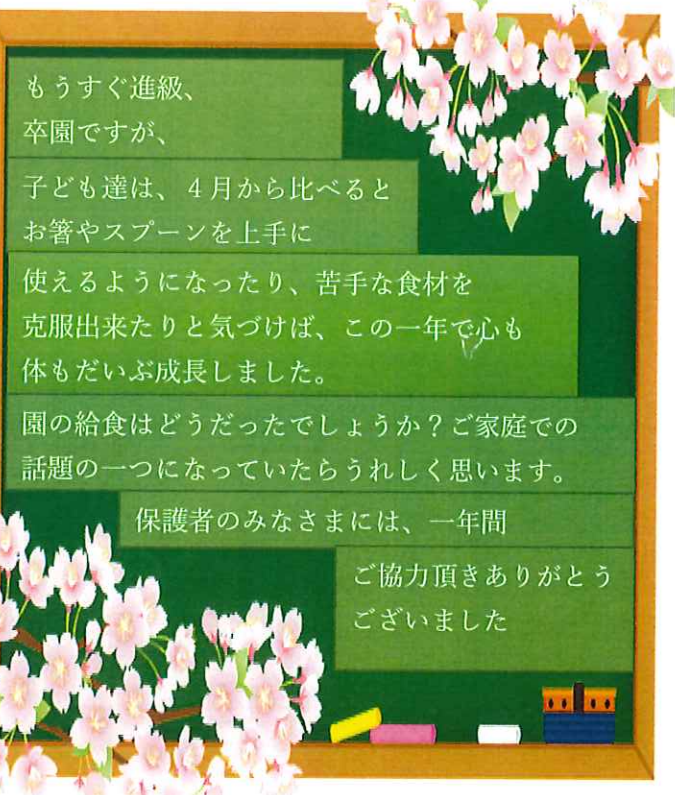 もうすぐ進級、
卒園ですが、
子ども達は、４月から比べると
お箸やスプーンを上手に
使えるようになったり、苦手な食材を
克服出来たりと気づけば、この一年で心も
体もだいぶ成長しました。
園の給食はどうだったでしょうか？ご家庭での
話題の一つになっていたらうれしく思います。
保護者のみなさまには、一年間
ご協力頂きありがとう
ございました